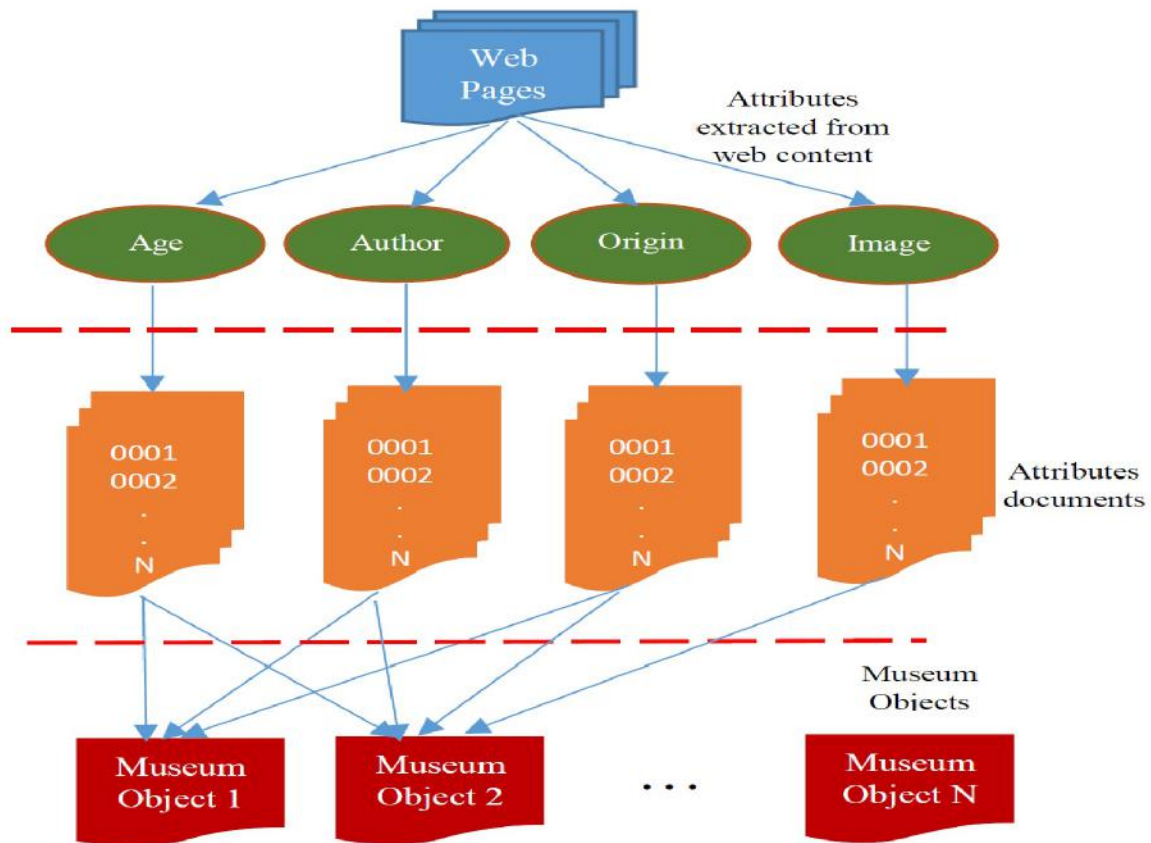 Web
Pages
Attributes
extracted from
web content
Age
Author
Origin
Image
0001
0002
.
.
N
0001
0002
.
.
N
0001
0002
.
.
N
0001
0002
.
.
N
Attributes
documents
Museum
Objects
Museum
Object 1
Museum
Object 2
...
Museum
Object N